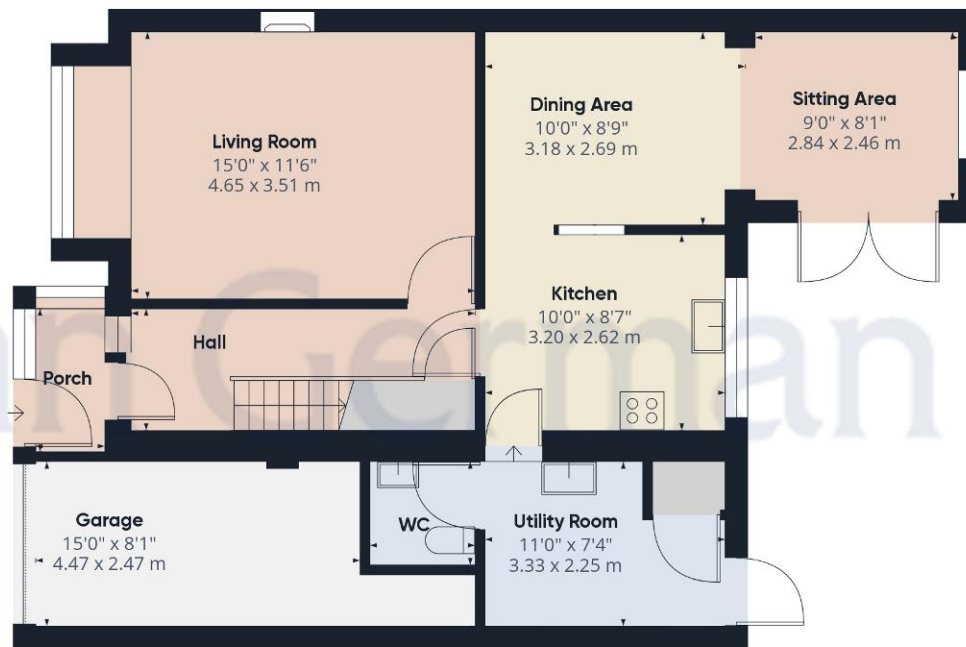 Living Room
15'0" x 11'6"
4.65 x 3.51 m
Dining Area
10'0" x 8'9"
3.18 x 2.69 m
Sitting Area
9'0" x 8'1"
2.84 x 2.46 m
Kitchen
10'0" x 8'7"
3.20 x 2.62 m
Hall
Porch
Garage
15'0" x 8'1"
4.47 x 2.47 m
WC
Utility Room
11'0" x 7'4"
3.33 x 2.25 m
German